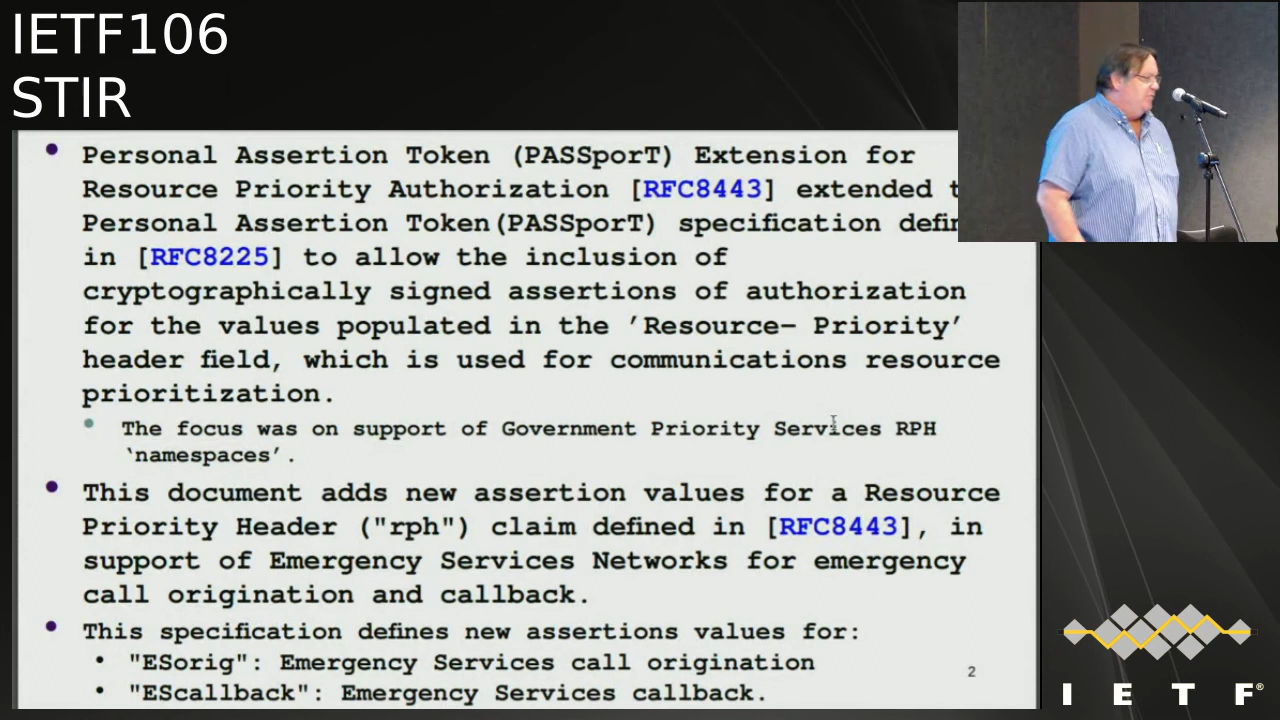 IETF106
STIR
• Personal Assertion Token (PASSporT) Extension for
Resource Priority Authorization [RFC8443] extended
Personal Assertion Token(PASSporT) specification
in [RFC8225] to allow the inclusion of
cryptographically signed assertions of authorization
for the values populated in the ’Resource- Priority’
header field, which is used for communications resource
prioritization.
• The focus was on support of Government Priority Services RPH
‘namespaces’.
• This document adds new assertion values for a Resource
Priority Header ("rph") claim defined in [RFC8443], in
support of Emergency Services Networks for emergency
call origination and callback.
• This specification defines new assertions values for:
• "ESorig": Emergency Services call origination
• "EScallback": Emergency Services callback.
2
IETF®